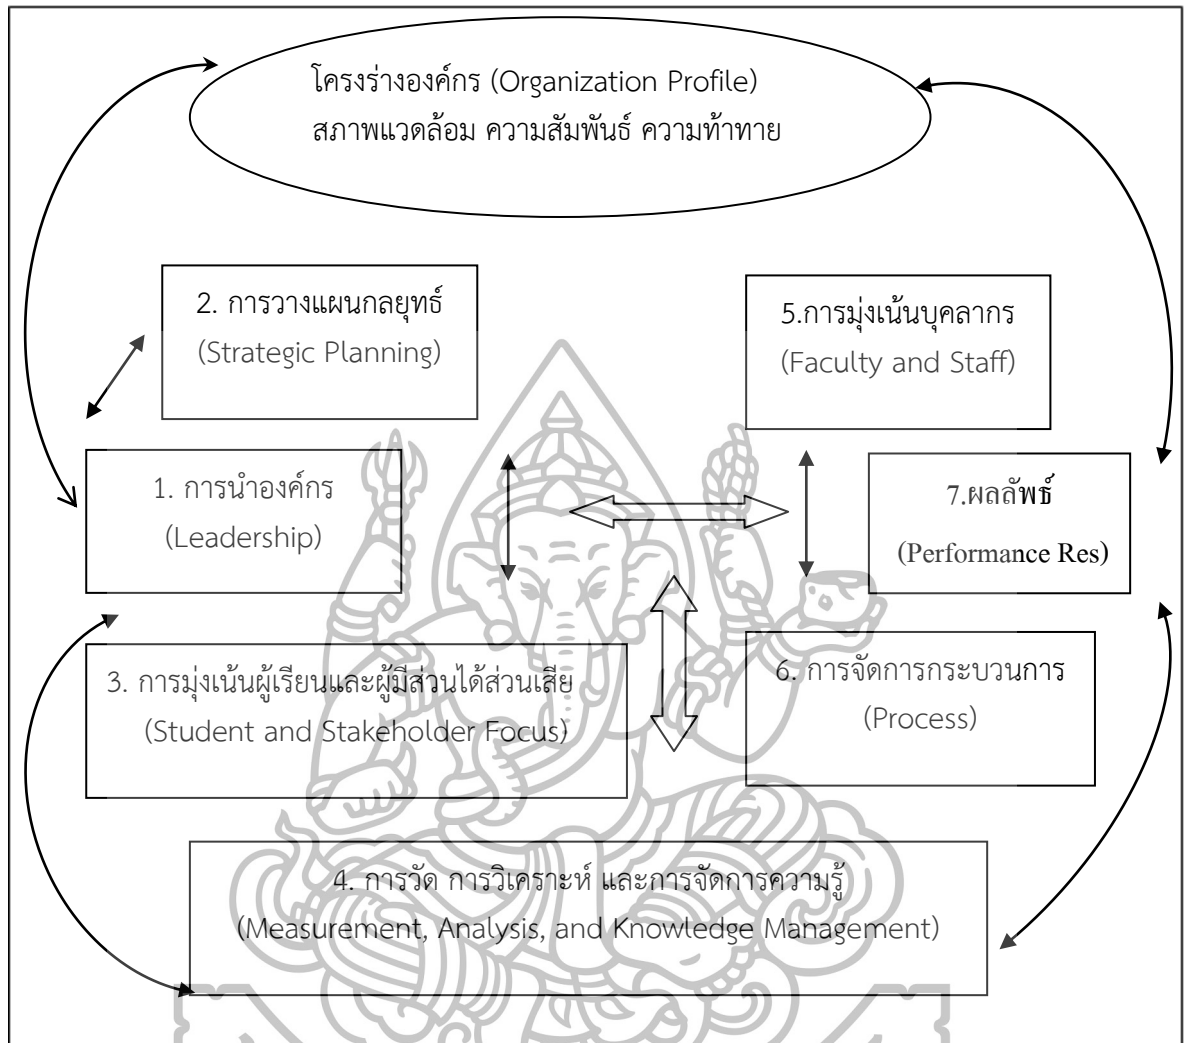 โครงร่างองค์กร (Organization Profile)
สภาพแวดล้อม ความสัมพันธ์ ความท้าทาย
2. การวางแผนกลยุทธ์
(Strategic Planning)
5.การมุ่งเน้นบุคลากร
(Faculty and Staff)
1. การนำองค์กร
(Leadership)
7.ผลลัพธ์
(Performance Res)
3. การมุ่งเน้นผู้เรียนและผู้มีส่วนได้ส่วนเสีย
(Student and Stakeholder Focus)
6. การจัดการกระบวนการ
(Process)
4. การวัด การวิเคราะห์ และการจัดการความรู้
(Measurement, Analysis, and Knowledge Management)